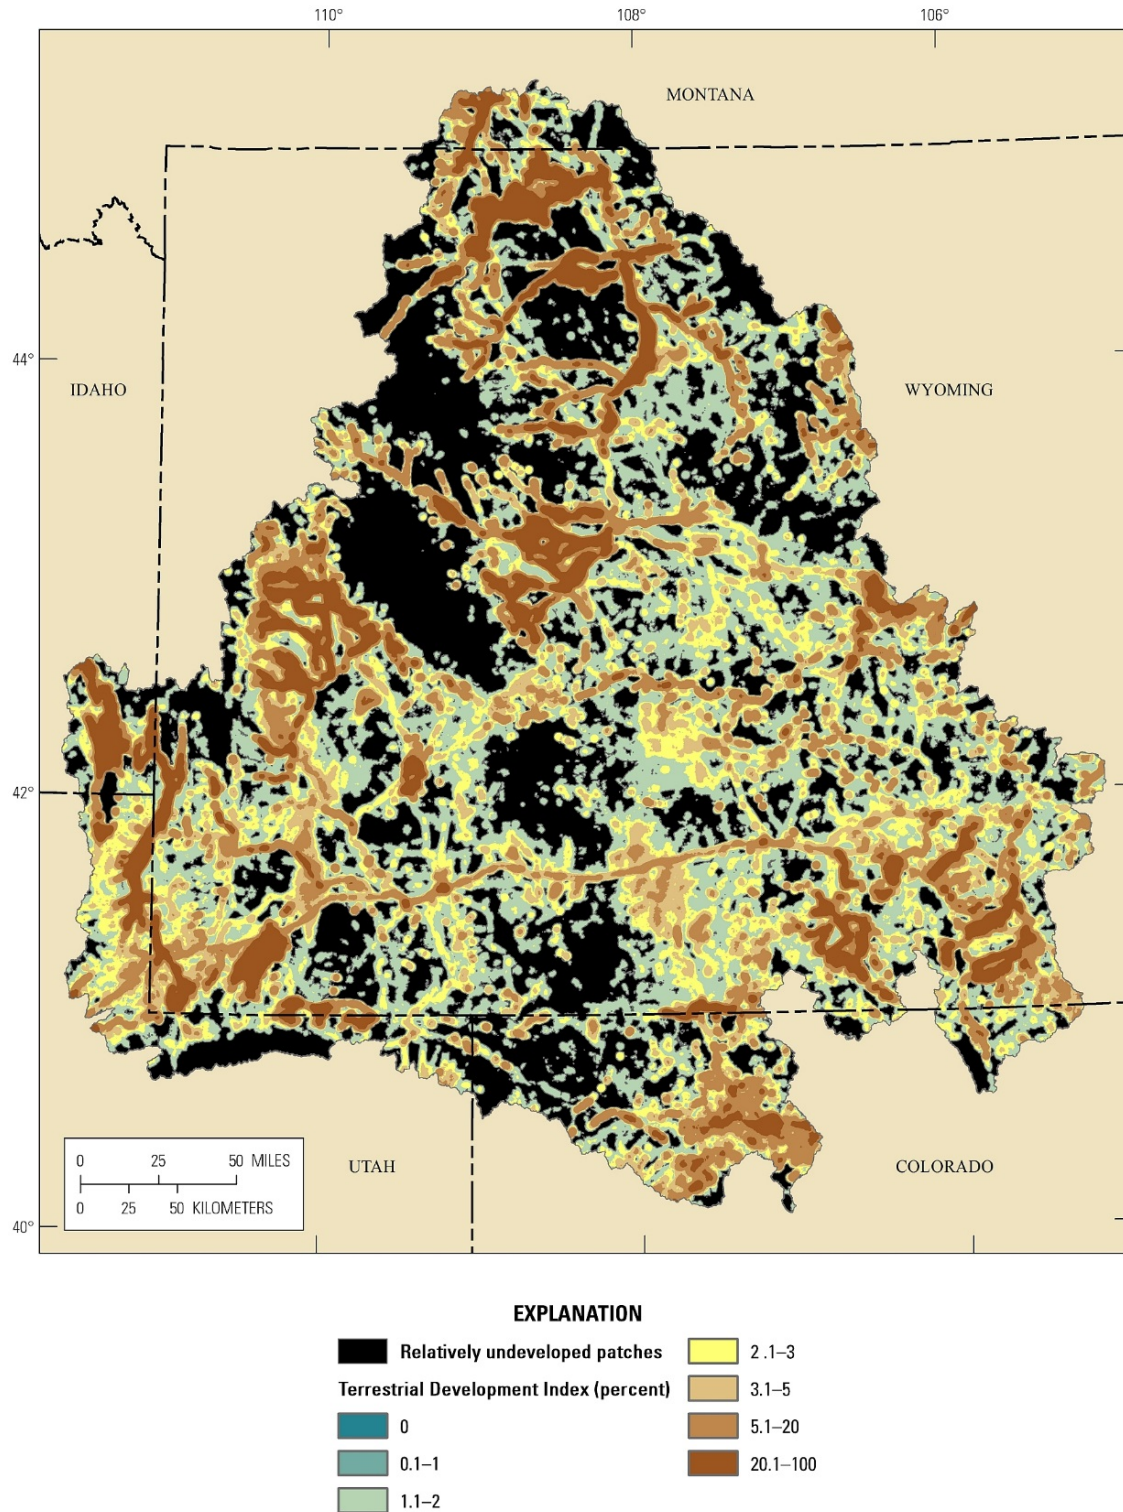 110° 108° 106°
MONTANA
44°
IDAHO WYOMING
42°
0 25 50 MILES
0 25 50 KILOMETERS
UTAH COLORADO
40°
EXPLANATION
Relatively undeveloped patches
Terrestrial Development Index (percent)
0
0.1–1
1.1–2
2 .1–3
3.1–5
5.1–20
20.1–100